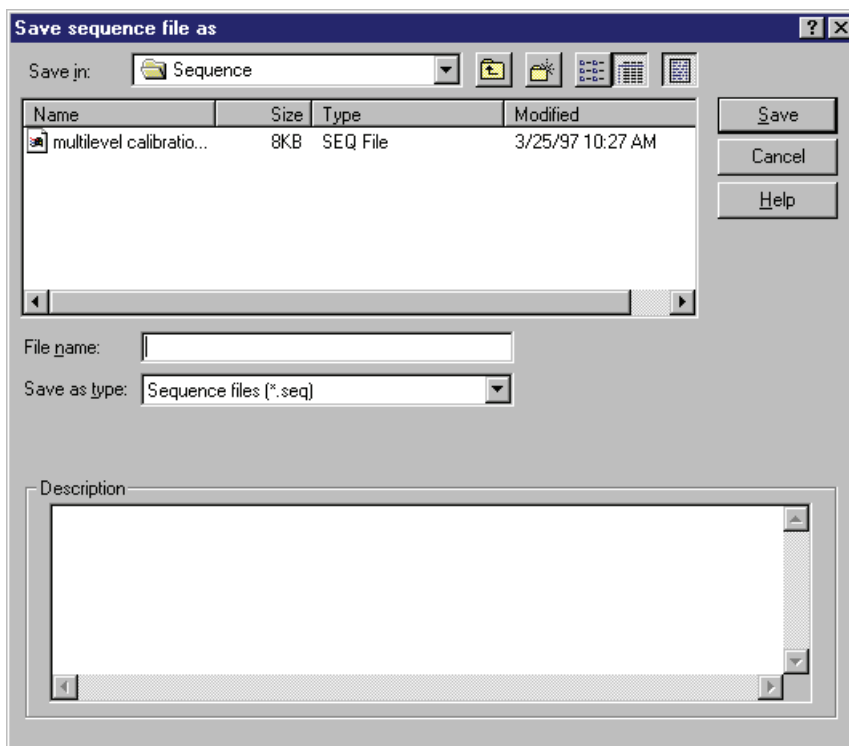 Save sequence file as
Save in: Sequence
Name Size Type Modified
multilevel calibratio... 8KB SEQ File 3/25/97 10:27 AM
Save
Cancel
Help
File name:
Save as type: Sequence files (*.seq)
Description